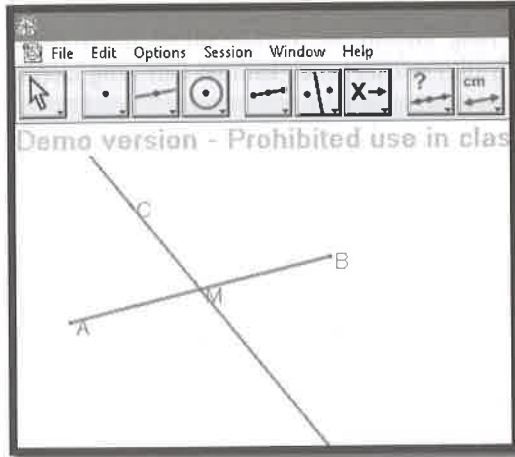 File Edit Options Session Window Help
? cm
X
Demo version - Prohibited use in clas
C
B
M
A